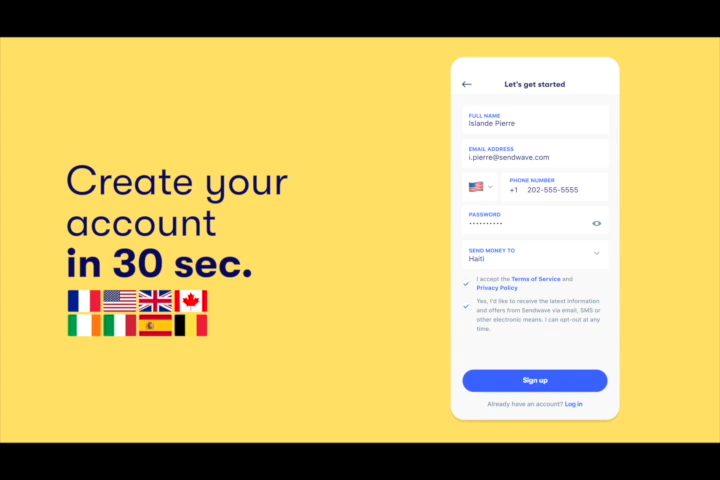 Create your
account
in 30 sec.
Let's get started
FULL NAME
Islande Pierre
EMAIL ADDRESS
i.pierre@sendwave.com
PHONE NUMBER
+1 202-555-5555
PASSWORD
••••••••••
SEND MONEY TO
Haiti
I accept the Terms of Service and
Privacy Policy
Yes, I'd like to receive the latest information
and offers from Sendwave via email, SMS or
other electronic means. I can opt-out at any
time.
Sign up
Already have an account? Log in